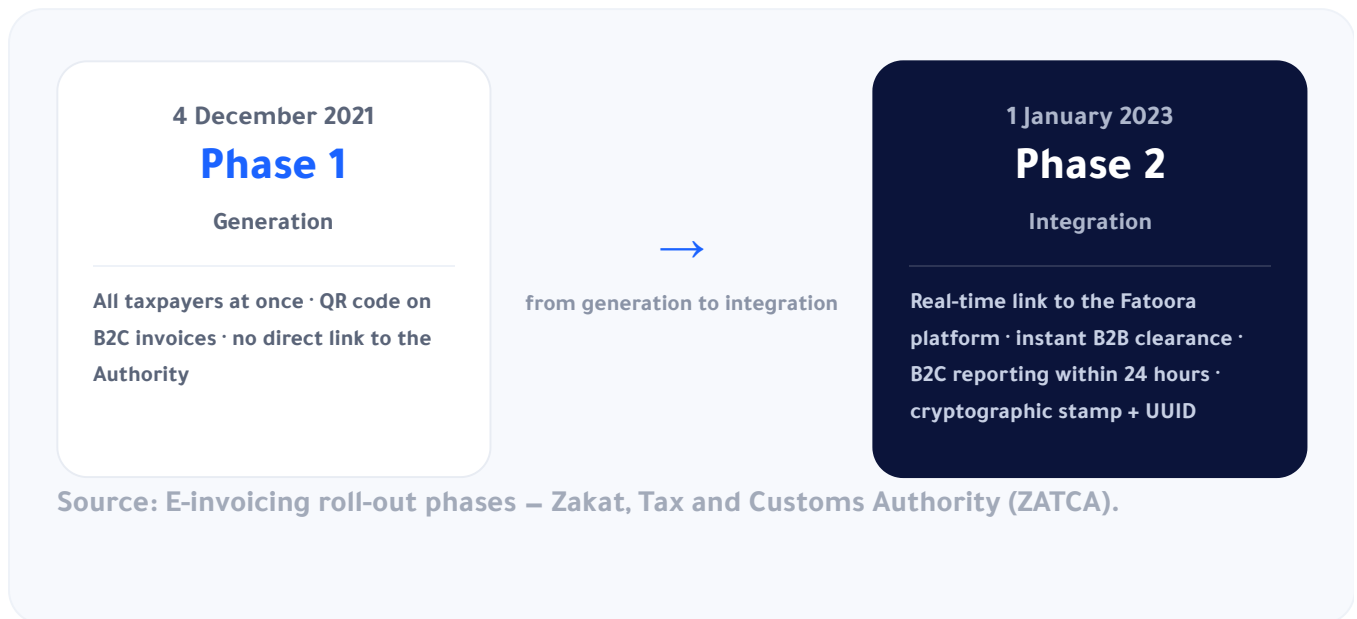 4 December 2021
Phase 1
Generation
All taxpayers at once · QR code on
B2C invoices · no direct link to the
Authority
→
from generation to integration
1 January 2023
Phase 2
Integration
Real-time link to the Fatoora
platform · instant B2B clearance ·
B2C reporting within 24 hours ·
cryptographic stamp + UUID
Source: E-invoicing roll-out phases — Zakat, Tax and Customs Authority (ZATCA).